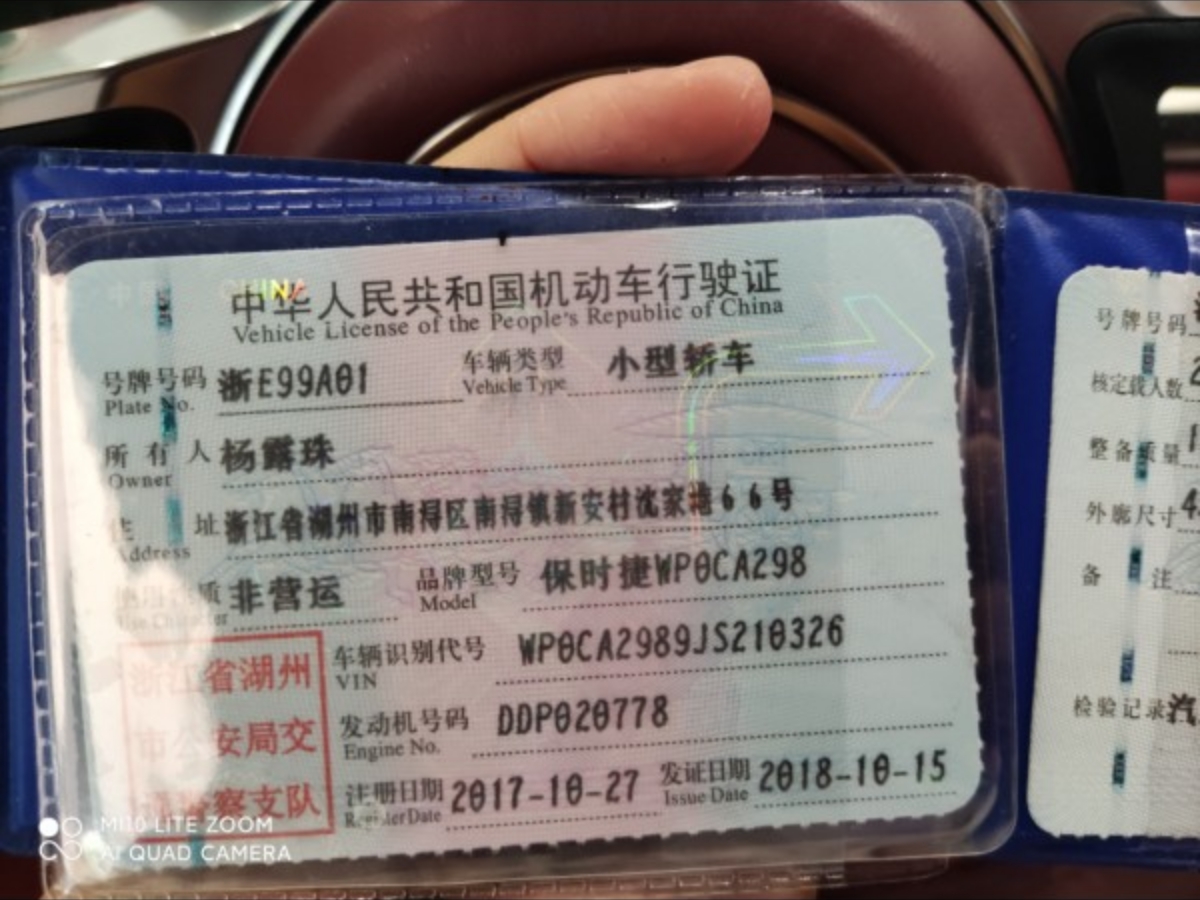 中华人民共和国机动车行驶证
Vehicle License of the People's Republic of China
号牌号码 浙E99A01 车辆类型 小型轿车
Plate No. Vehicle Type
所有人 杨露珠
Owner
住址 浙江省湖州市南浔区南浔镇新安村沈家港66号
Address
使用性质 非营运 品牌型号 保时捷WP0CA298
Use Character Model
车辆识别代号 WP0CA2989JS210326
VIN
发动机号码 DDP020778
Engine No.
注册日期 2017-10-27 发证日期 2018-10-15
Register Date Issue Date
浙江省湖州
市公安局交
通警察支队
号牌号码
核定载人数
整备质量
外廓尺寸
备注
检验记录 汽
MI 10 LITE ZOOM
AI QUAD CAMERA